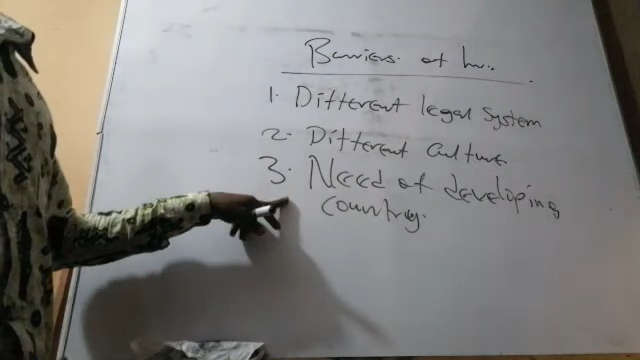 Barriers of
1. Different legal System
2. Different Culture
3. Need of developing
country.